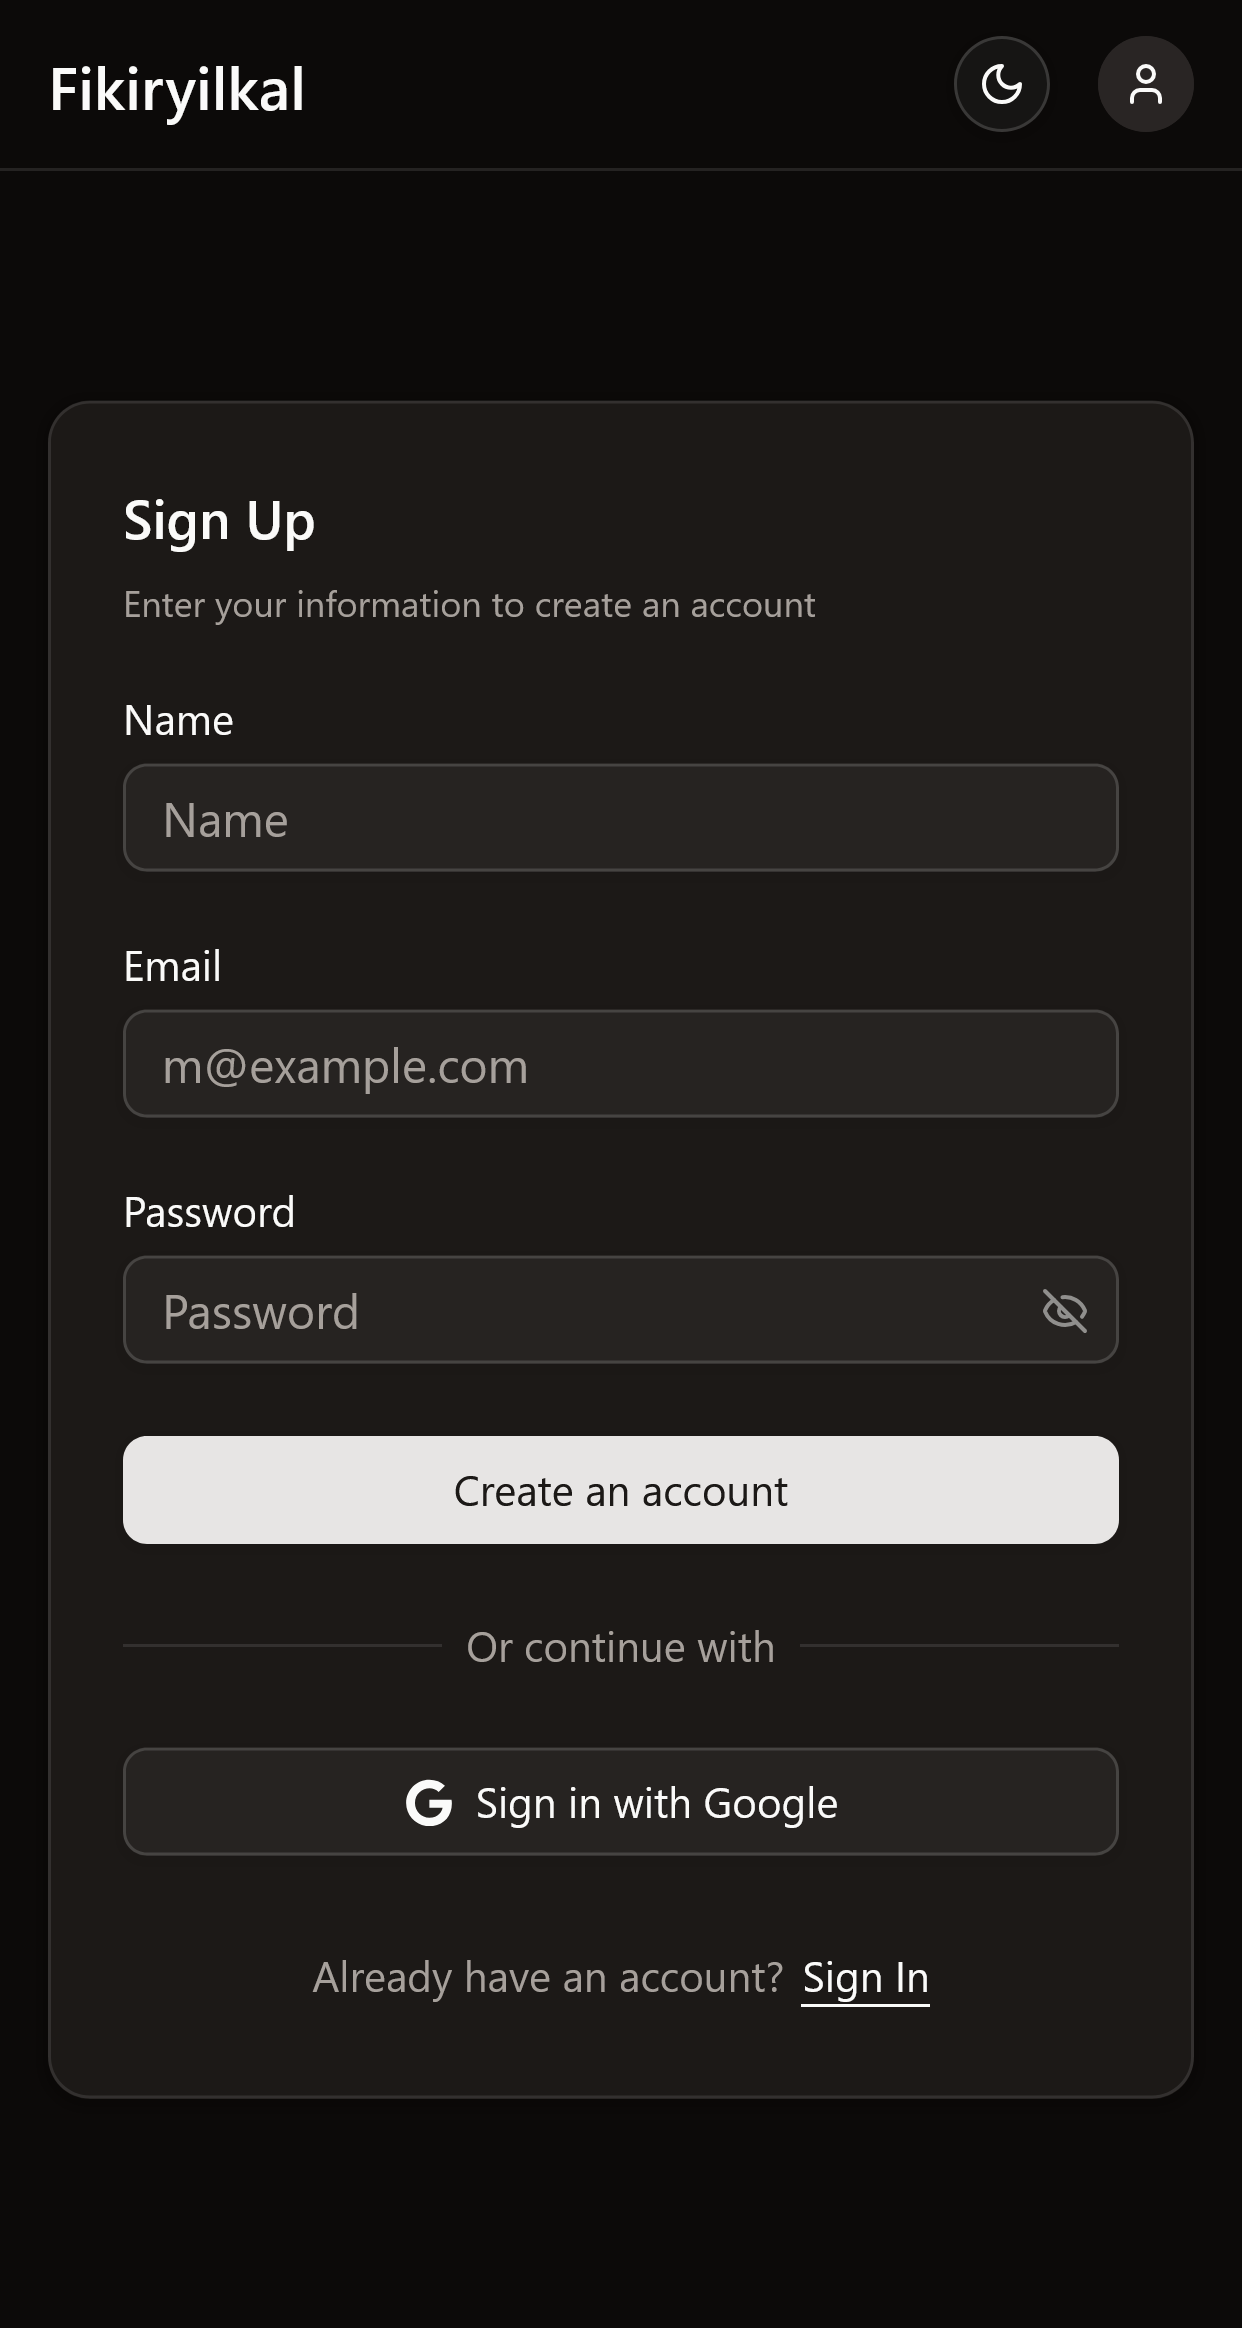 Fikiryilkal
Sign Up
Enter your information to create an account
Name
Name
Email
m@example.com
Password
Password
Create an account
Or continue with
Sign in with Google
Already have an account? Sign In